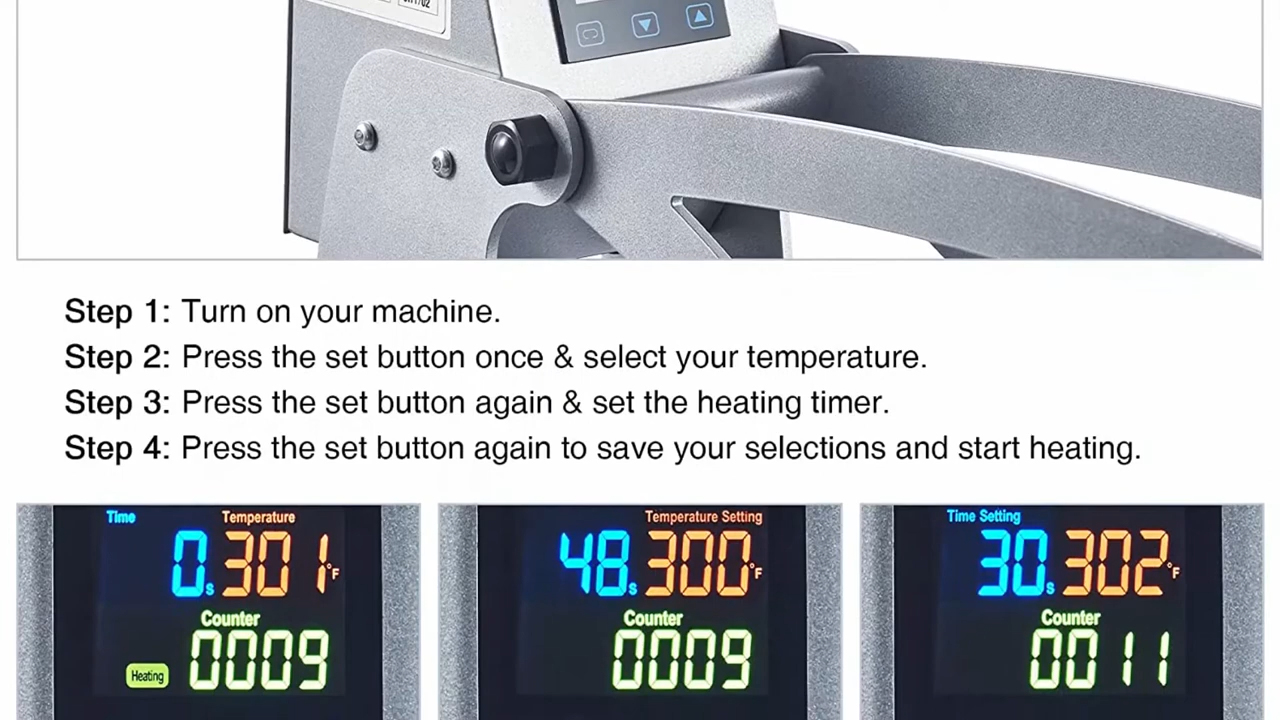 Step 1: Turn on your machine.
Step 2: Press the set button once & select your temperature.
Step 3: Press the set button again & set the heating timer.
Step 4: Press the set button again to save your selections and start heating.
Time Temperature
0s 301°F
Counter
Heating 0009
Temperature Setting
48s 300°F
Counter
0009
Time Setting
30s 302°F
Counter
0011